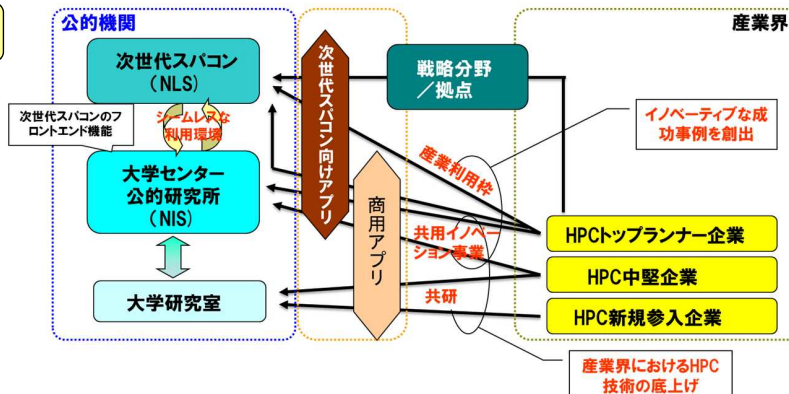 公的機関
産業界
次世代スパコン
(NLS)
次世代スパコンのフ
ロントエンド機能
シームレスな
利用環境
大学センター
公的研究所
(NIS)
大学研究室
次世代スパコン向けアプリ
商用アプリ
戦略分野
/拠点
産業利用枠
共用イノベー
ション事業
共研
イノベーティブな成
功事例を創出
HPCトップランナー企業
HPC中堅企業
HPC新規参入企業
産業界におけるHPC
技術の底上げ